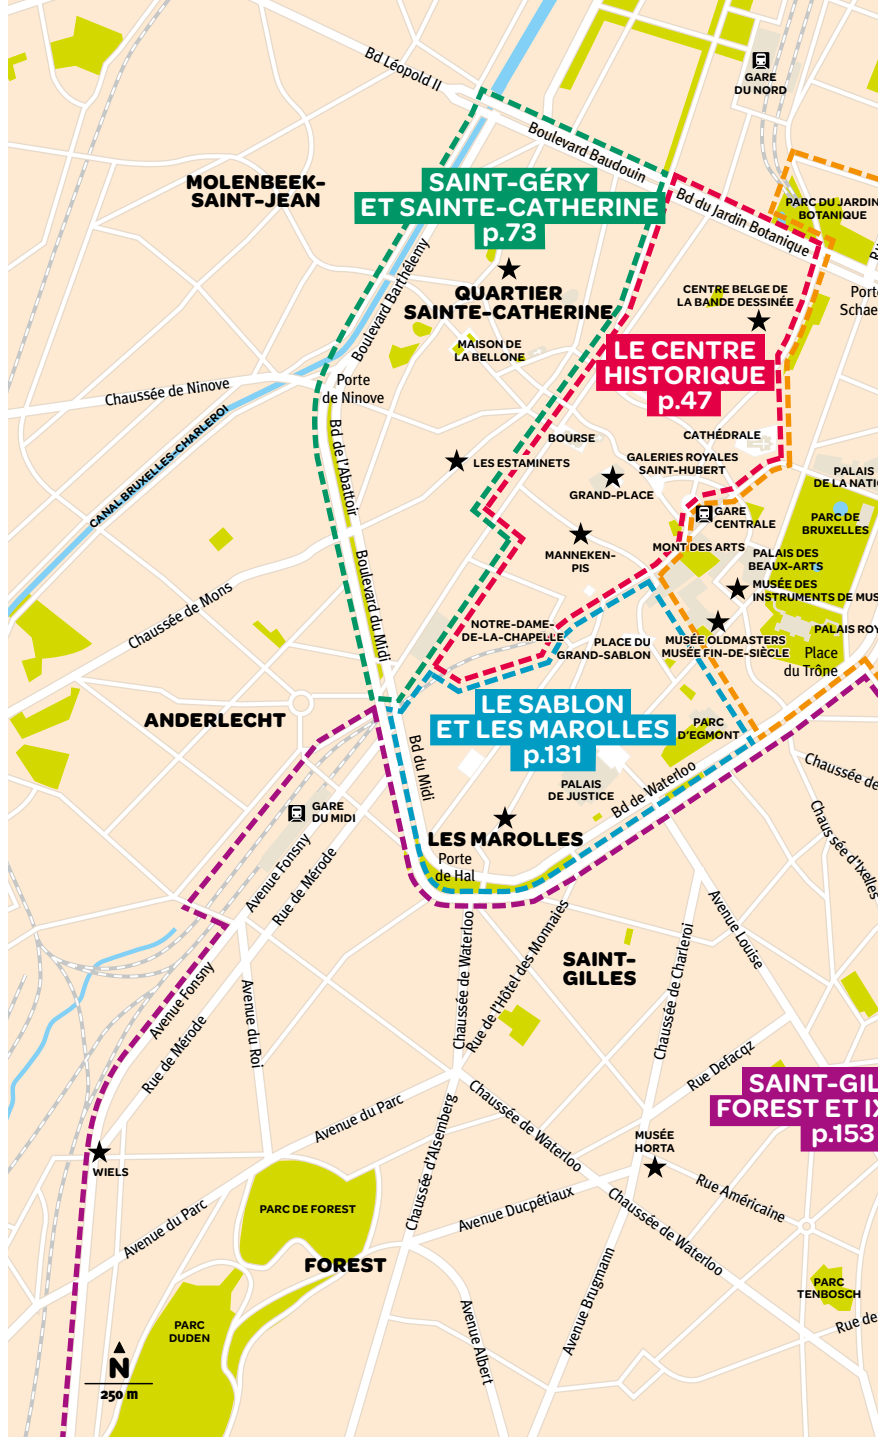 Bd Léopold II
GARE
DU NORD
Boulevard Baudouin
MOLENBEEK-
SAINT-JEAN
SAINT-GÉRY
ET SAINTE-CATHERINE
p.73
Bd du Jardin Botanique
PARC DU JARDIN
BOTANIQUE
Boulevard Barthélemy
QUARTIER
SAINTE-CATHERINE
CENTRE BELGE DE
LA BANDE DESSINÉE
Port
Schae
MAISON DE
LA BELLONE
LE CENTRE
HISTORIQUE
p.47
Chaussée de Ninove
Porte
de Ninove
CANAL BRUXELLES-CHARLEROI
Bd de l'Abattoir
BOURSE
CATHÉDRALE
LES ESTAMINETS
GALERIES ROYALES
SAINT-HUBERT
GRAND-PLACE
PALAIS
DE LA NATI
GARE
CENTRALE
PARC DE
BRUXELLES
MANNEKEN-
PIS
MONT DES ARTS
PALAIS DES
BEAUX-ARTS
MUSÉE DES
INSTRUMENTS DE MUS
Boulevard du Midi
Chaussée de Mons
NOTRE-DAME-
DE-LA-CHAPELLE
PLACE DU
GRAND-SABLON
MUSÉE OLDMASTERS
MUSÉE FIN-DE-SIÈCLE
PALAIS ROY
Place
du Trône
ANDERLECHT
LE SABLON
ET LES MAROLLES
p.131
PARC
D'EGMONT
Bd du Midi
PALAIS
DE JUSTICE
Bd de Waterloo
Chaussée de
GARE
DU MIDI
LES MAROLLES
Porte
de Hal
Chaussée d'Ixelles
Avenue Fonsny
Rue de Mérode
Avenue Louise
SAINT-
GILLES
Chaussée de Waterloo
Rue de l'Hôtel des Monnaies
Chaussée de Charleroi
Avenue Fonsny
Rue de Mérode
Avenue du Roi
Rue Defacqz
SAINT-GIL
FOREST ET IX
p.153
Avenue du Parc
Chaussée d'Alsemberg
Chaussée de Waterloo
MUSÉE
HORTA
WIELS
Rue Américaine
PARC DE FOREST
Avenue du Parc
Avenue Ducpétiaux
Chaussée de Waterloo
FOREST
PARC
TENBOSCH
PARC
DUDEN
Avenue Albert
Avenue Brugmann
Rue de
N
250 m